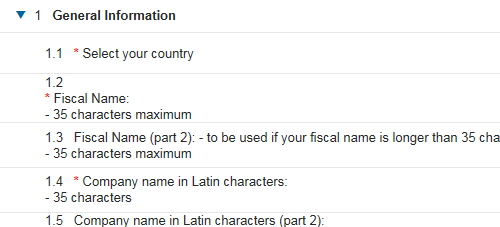 1 General Information
1.1 * Select your country
1.2
* Fiscal Name:
- 35 characters maximum
1.3 Fiscal Name (part 2): - to be used if your fiscal name is longer than 35 cha
- 35 characters maximum
1.4 * Company name in Latin characters:
- 35 characters
1.5 Company name in Latin characters (part 2):